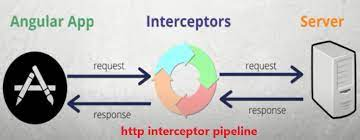 Angular App
Interceptors
Server
request
request
response
response
http interceptor pipeline